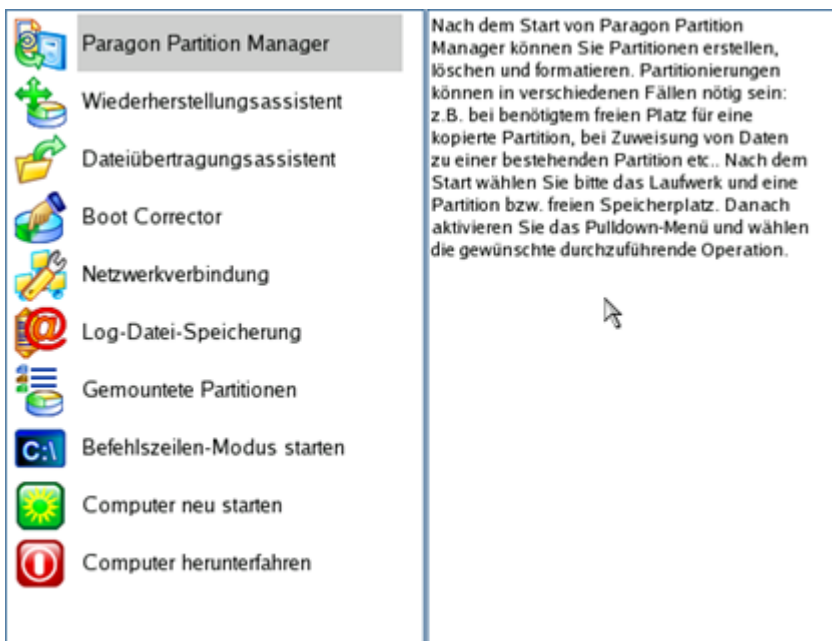 Paragon Partition Manager
Wiederherstellungsassistent
Dateiübertragungsassistent
Boot Corrector
Netzwerkverbindung
Log-Datei-Speicherung
Gemountete Partitionen
C:\
Befehlszeilen-Modus starten
Computer neu starten
Computer herunterfahren
Nach dem Start von Paragon Partition
Manager können Sie Partitionen erstellen,
löschen und formatieren. Partitionierungen
können in verschiedenen Fällen nötig sein:
z.B. bei benötigtem freien Platz für eine
kopierte Partition, bei Zuweisung von Daten
zu einer bestehenden Partition etc.. Nach dem
Start wählen Sie bitte das Laufwerk und eine
Partition bzw. freien Speicherplatz. Danach
aktivieren Sie das Pulldown-Menü und wählen
die gewünschte durchzuführende Operation.